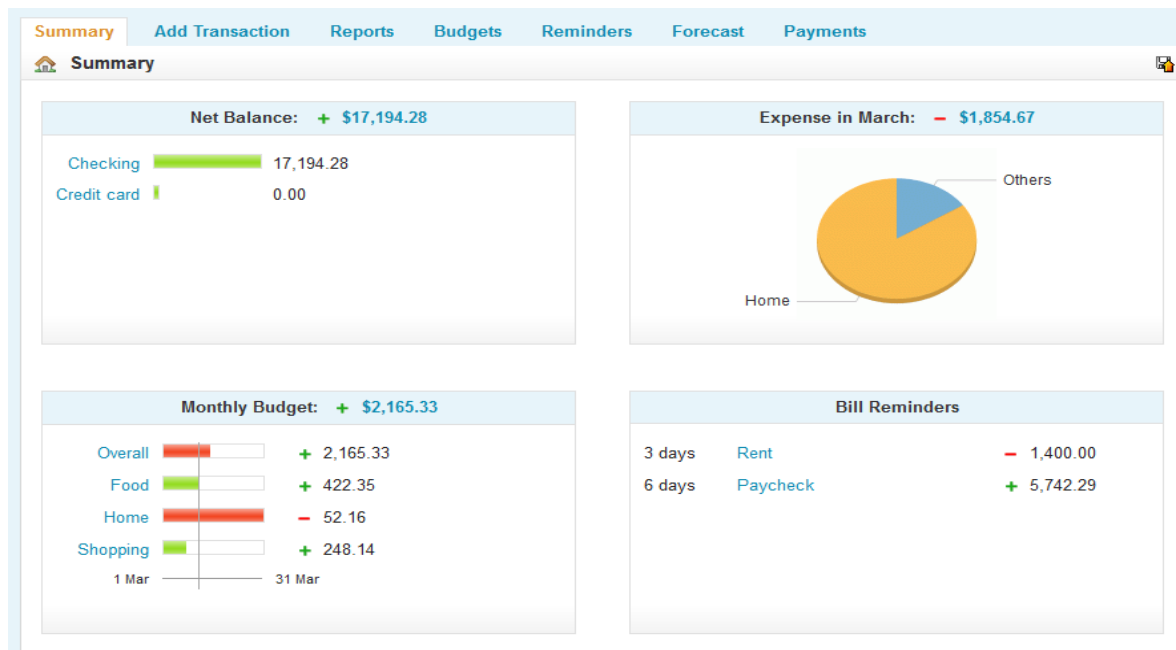 Summary Add Transaction Reports Budgets Reminders Forecast Payments
Summary
Net Balance: + $17,194.28
Checking 17,194.28
Credit card 0.00
Expense in March: − $1,854.67
Others
Home
Monthly Budget: + $2,165.33
Overall + 2,165.33
Food + 422.35
Home − 52.16
Shopping + 248.14
1 Mar 31 Mar
Bill Reminders
3 days Rent − 1,400.00
6 days Paycheck + 5,742.29